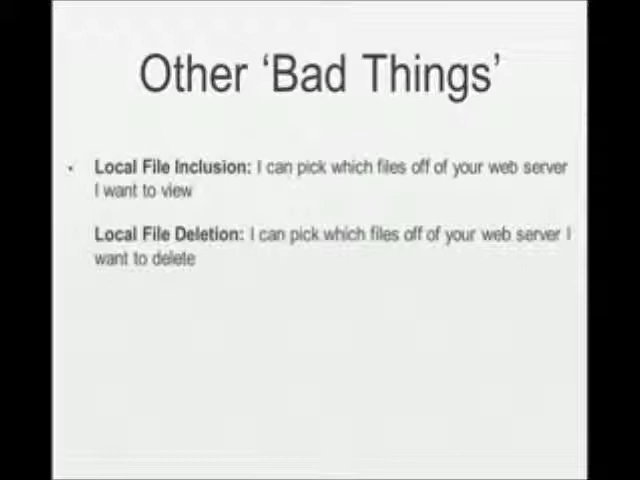 Other ‘Bad Things’
• Local File Inclusion: I can pick which files off of your web server
I want to view
Local File Deletion: I can pick which files off of your web server I
want to delete